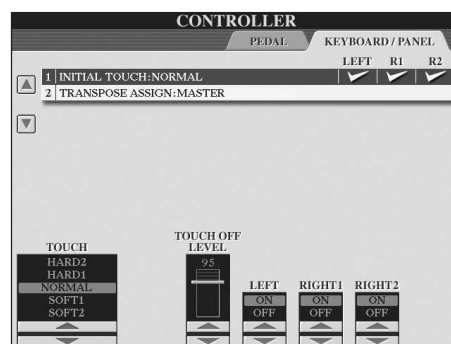 CONTROLLER
PEDAL KEYBOARD / PANEL
LEFT R1 R2
1 INITIAL TOUCH:NORMAL
2 TRANSPOSE ASSIGN:MASTER
TOUCH
HARD2
HARD1
NORMAL
SOFT1
SOFT2
TOUCH OFF
LEVEL
95
LEFT RIGHT1 RIGHT2
ON ON ON
OFF OFF OFF